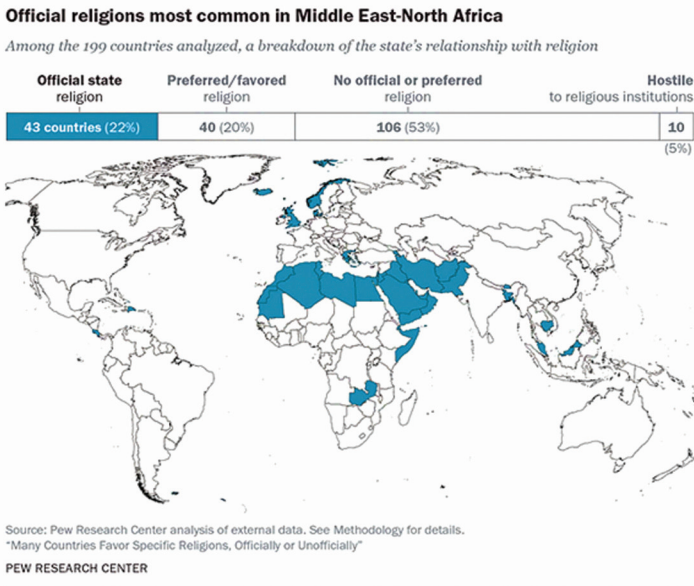 Official religions most common in Middle East-North Africa
Among the 199 countries analyzed, a breakdown of the state's relationship with religion
Official state
religion
Preferred/favored
religion
No official or preferred
religion
Hostile
to religious institutions
43 countries (22%)
40 (20%)
106 (53%)
10
(5%)
Source: Pew Research Center analysis of external data. See Methodology for details.
"Many Countries Favor Specific Religions, Officially or Unofficially"
PEW RESEARCH CENTER